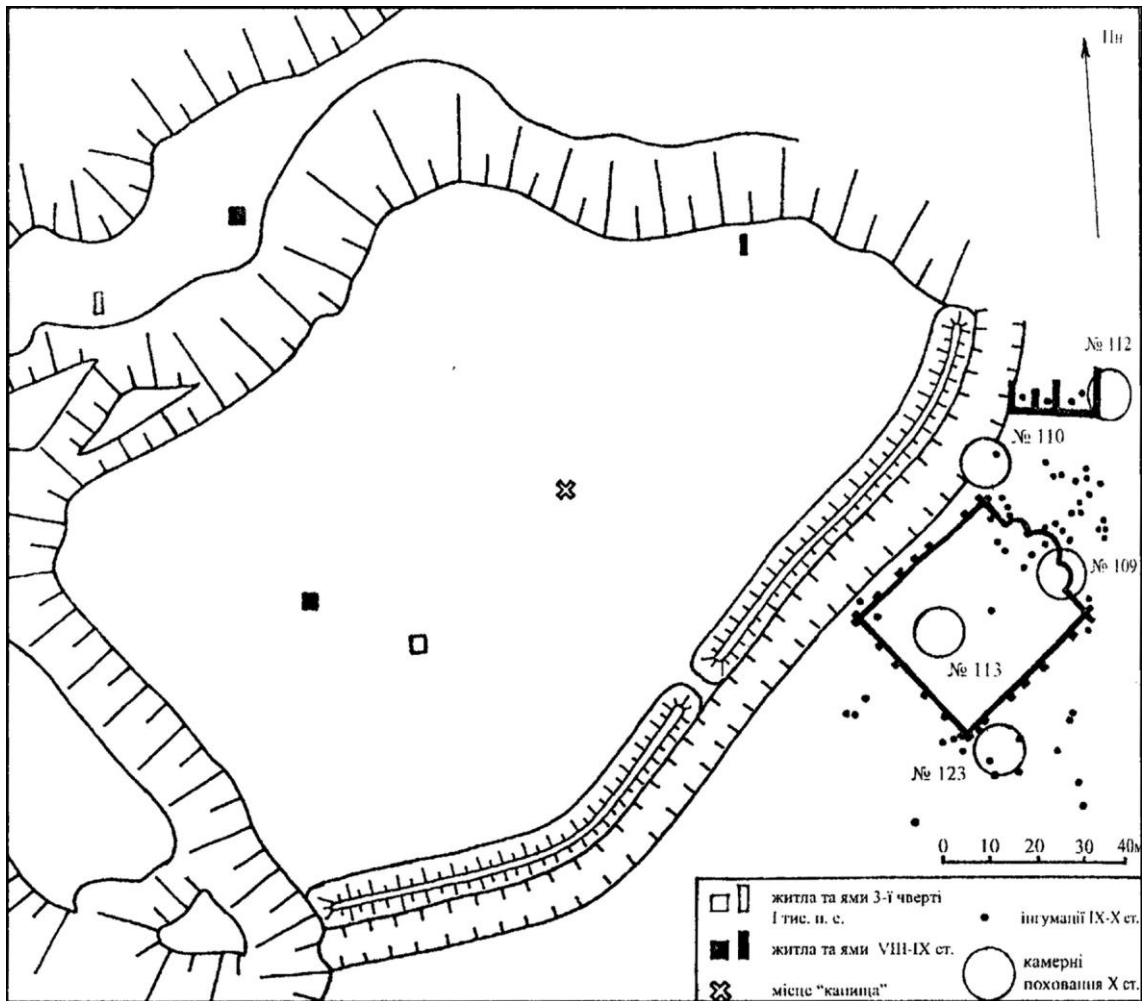 Пн
№ 112
№ 110
№ 109
№ 113
№ 123
0 10 20 30 40м
житла та ями 3-ї чверті
І тис. н. е.
житла та ями VIII-IX ст.
місце "капища"
інгумації IX-X ст.
камерні
поховання X ст.